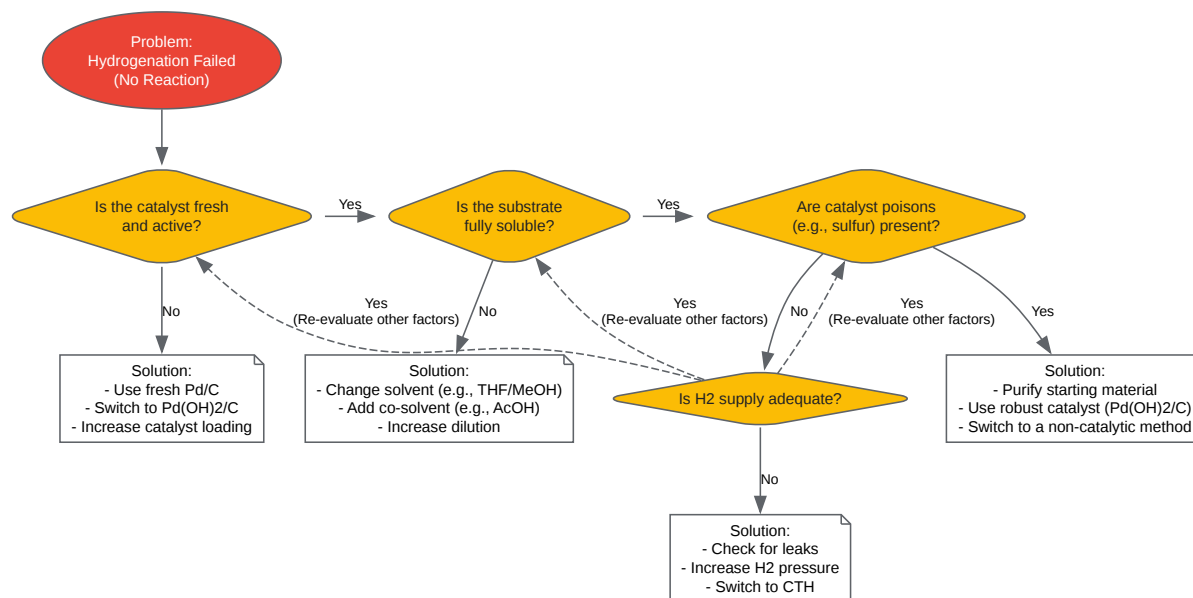 Problem:
Hydrogenation Failed
(No Reaction)
Is the catalyst fresh
and active?
Yes
Is the substrate
fully soluble?
Yes
Are catalyst poisons
(e.g., sulfur) present?
No
No
Yes
(Re-evaluate other factors)
Yes
(Re-evaluate other factors)
No
Yes
(Re-evaluate other factors)
Yes
Solution:
- Use fresh Pd/C
- Switch to Pd(OH)2/C
- Increase catalyst loading
Solution:
- Change solvent (e.g., THF/MeOH)
- Add co-solvent (e.g., AcOH)
- Increase dilution
Is H2 supply adequate?
Solution:
- Purify starting material
- Use robust catalyst (Pd(OH)2/C)
- Switch to a non-catalytic method
No
Solution:
- Check for leaks
- Increase H2 pressure
- Switch to CTH